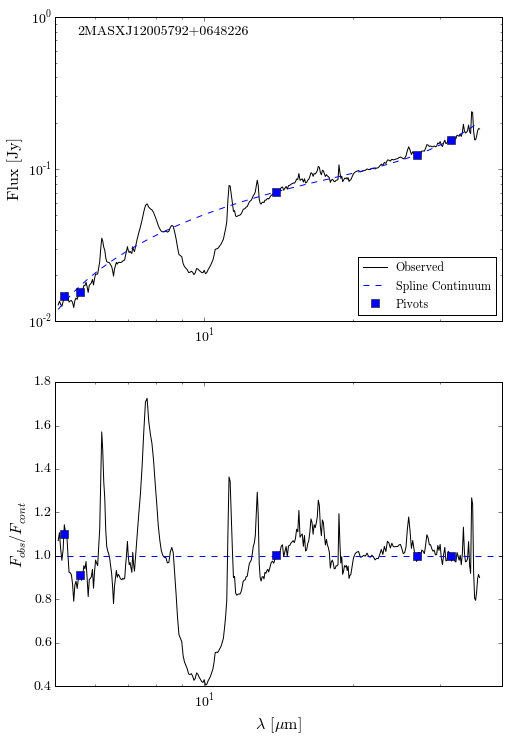 10⁰
2MASXJ12005792+0648226
Flux [Jy]
10⁻¹
Observed
Spline Continuum
Pivots
10⁻²
10¹
1.8
1.6
1.4
1.2
F_obs/F_cont
1.0
0.8
0.6
0.4
10¹
λ [μm]